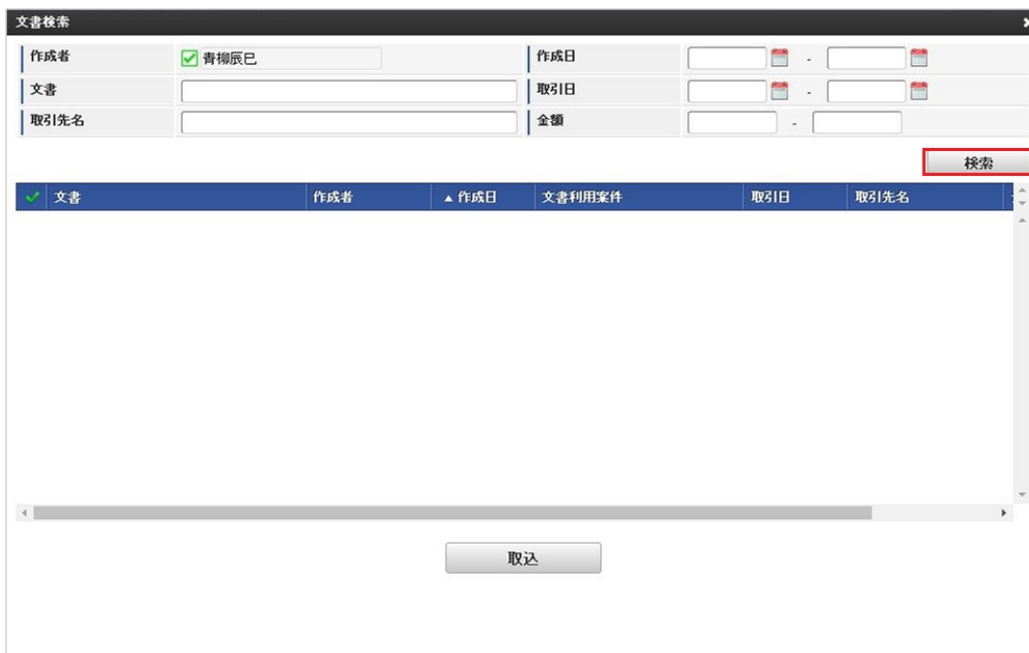 文書検索
作成者 青柳辰巳 作成日 -
文書 取引日 -
取引先名 金額 -
検索
文書 作成者 ▲ 作成日 文書利用案件 取引日 取引先名
取込